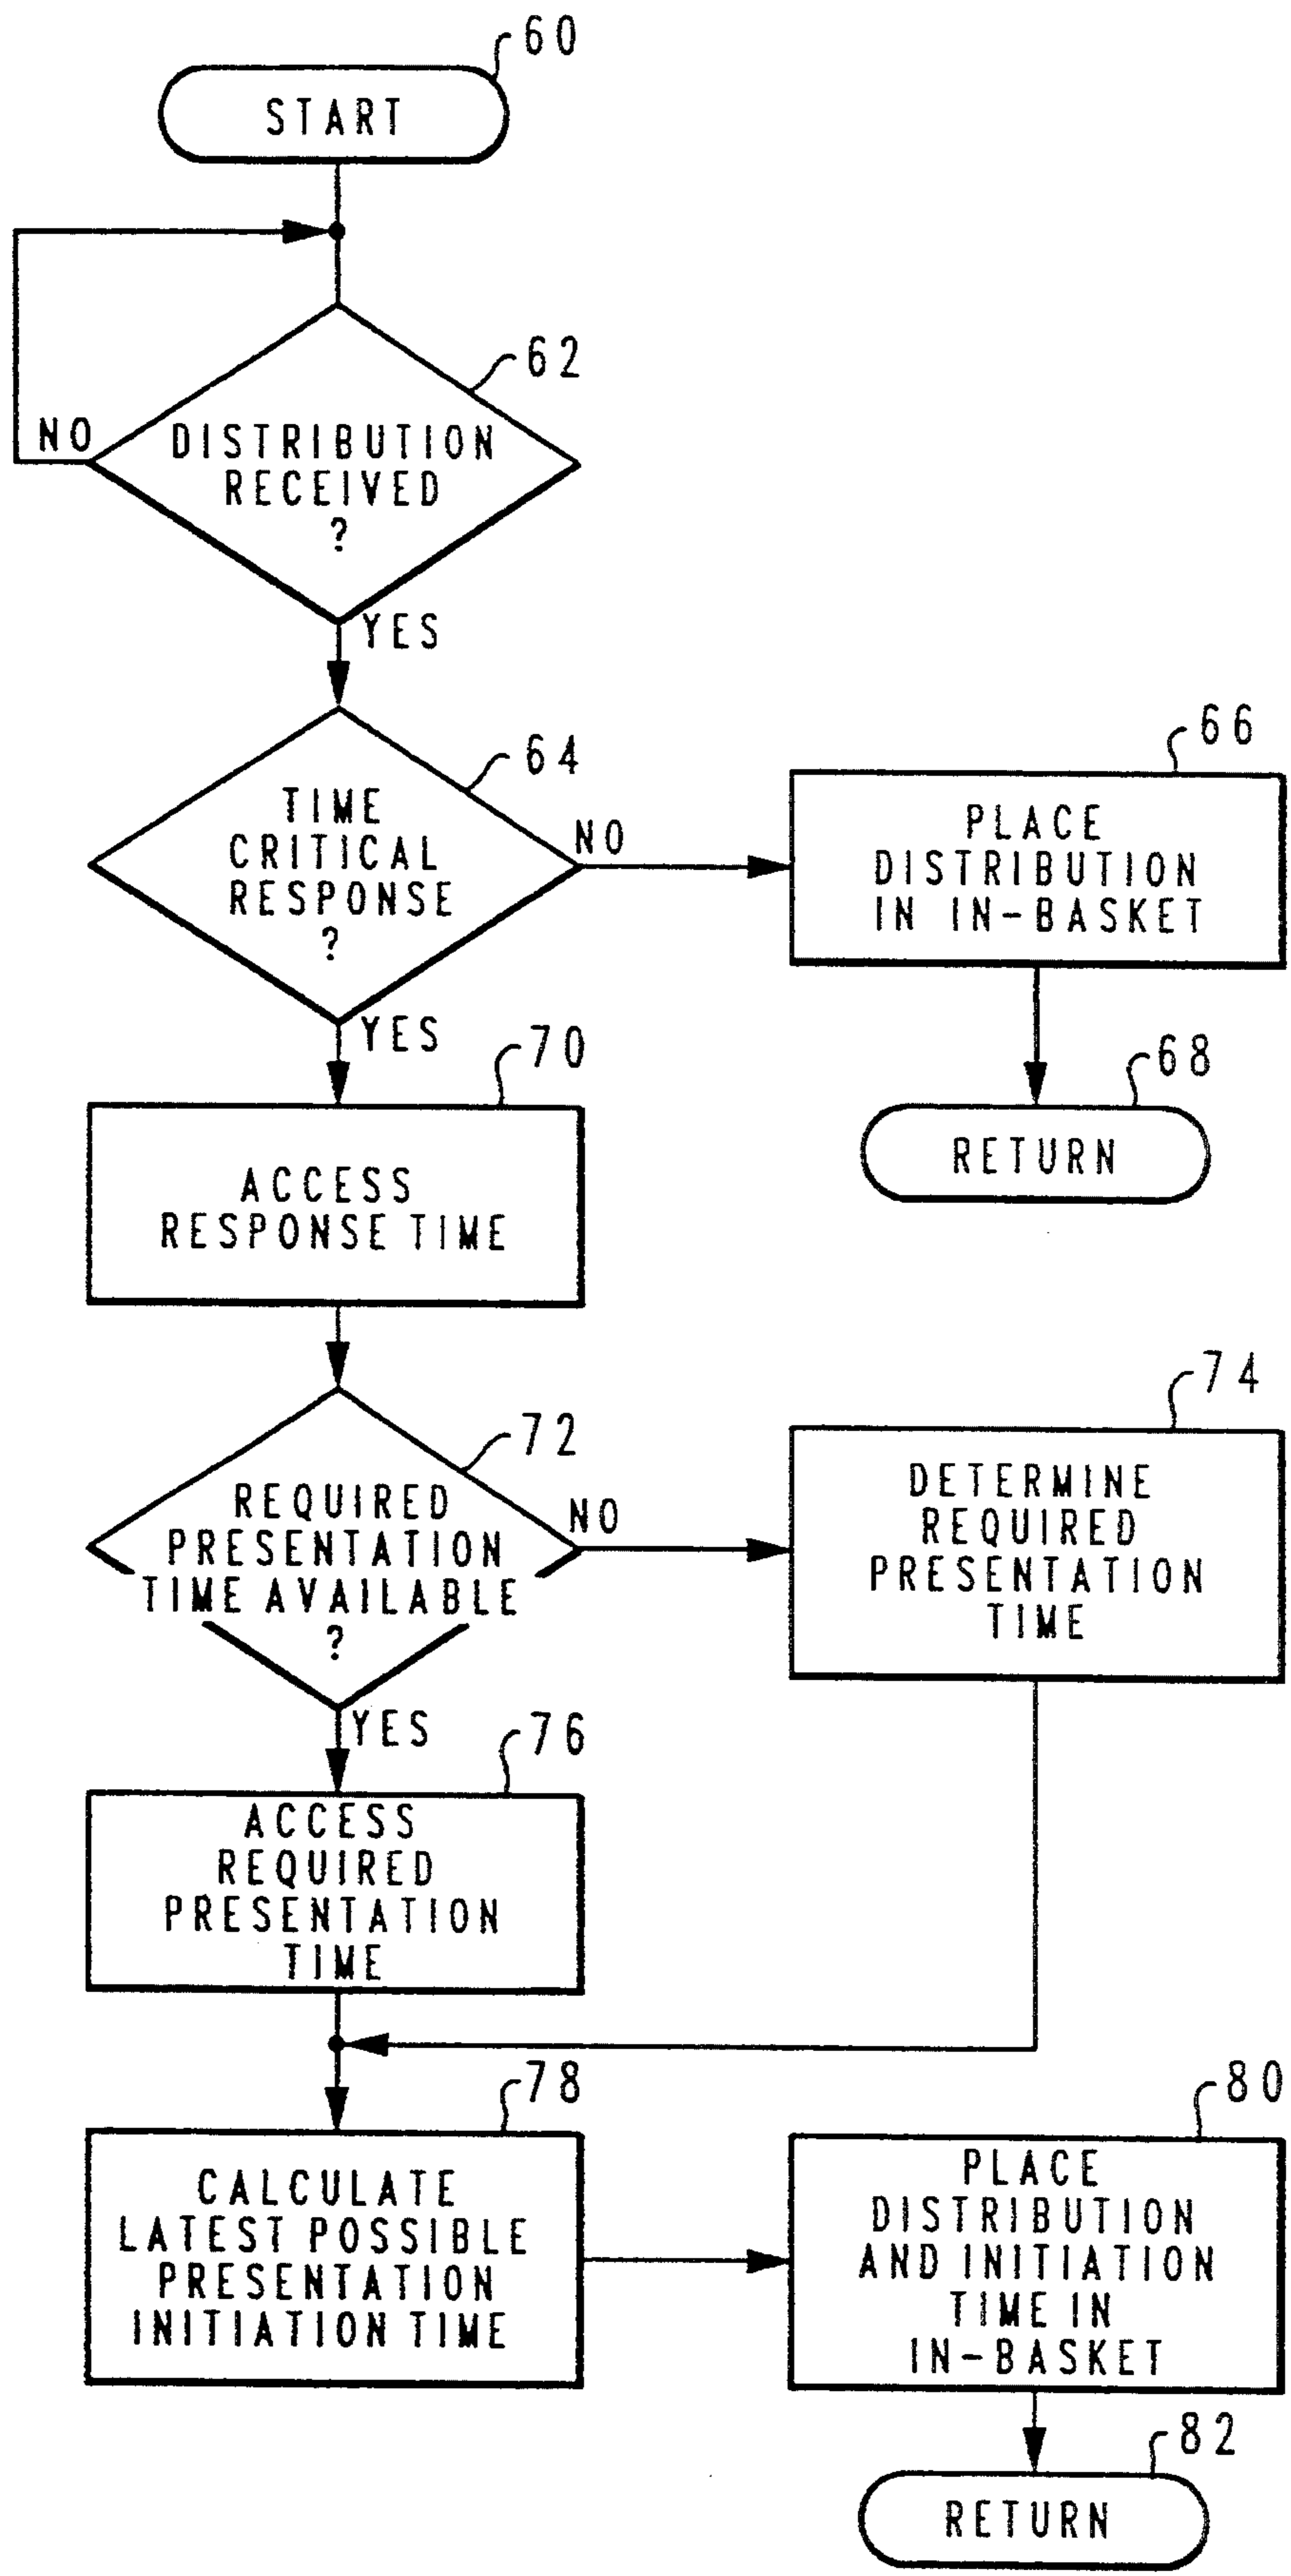 60
START
62
NO
DISTRIBUTION
RECEIVED
?
YES
64
TIME
CRITICAL
RESPONSE
?
NO
66
PLACE
DISTRIBUTION
IN IN-BASKET
YES
68
RETURN
70
ACCESS
RESPONSE TIME
72
REQUIRED
PRESENTATION
TIME AVAILABLE
?
NO
74
DETERMINE
REQUIRED
PRESENTATION
TIME
YES
76
ACCESS
REQUIRED
PRESENTATION
TIME
78
CALCULATE
LATEST POSSIBLE
PRESENTATION
INITIATION TIME
80
PLACE
DISTRIBUTION
AND INITIATION
TIME IN
IN-BASKET
82
RETURN